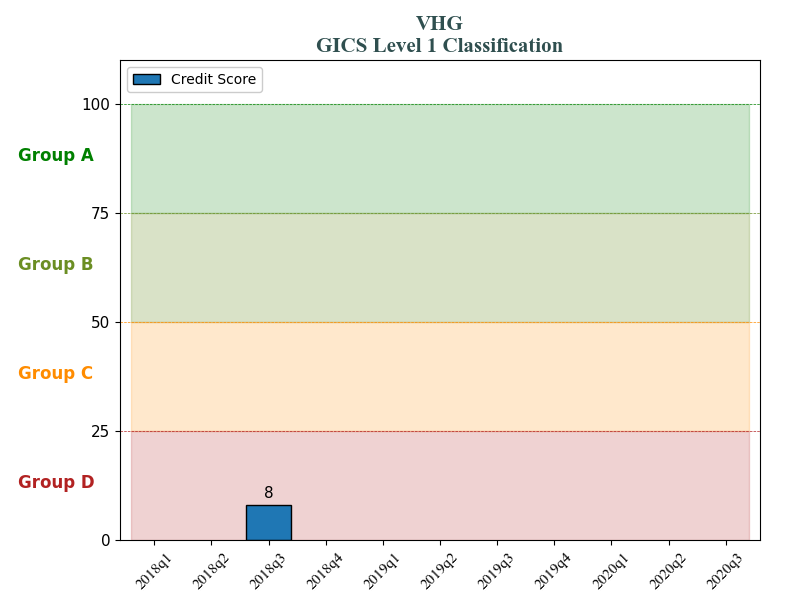 VHG
GICS Level 1 Classification
Credit Score
100
Group A
75
Group B
50
Group C
25
Group D
8
0
2018q1 2018q2 2018q3 2018q4 2019q1 2019q2 2019q3 2019q4 2020q1 2020q2 2020q3